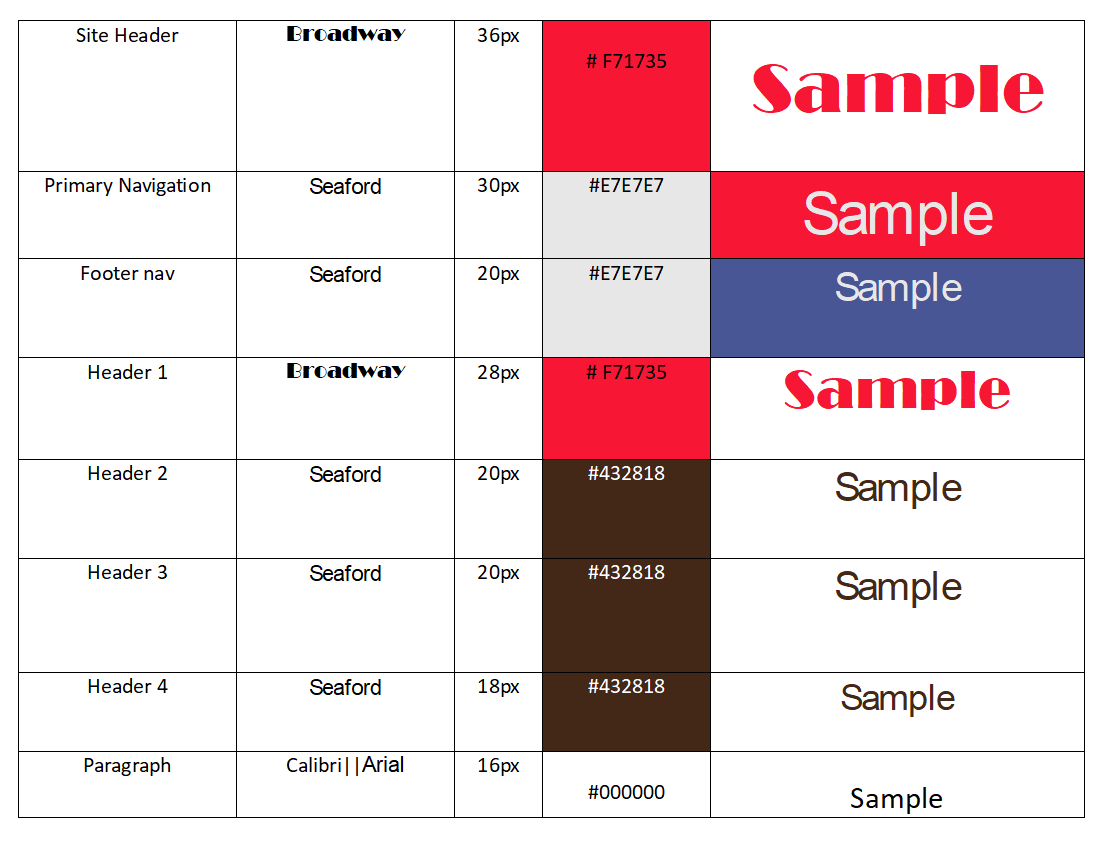 Site Header Broadway 36px # F71735 Sample
Primary Navigation Seaford 30px #E7E7E7 Sample
Footer nav Seaford 20px #E7E7E7 Sample
Header 1 Broadway 28px # F71735 Sample
Header 2 Seaford 20px #432818 Sample
Header 3 Seaford 20px #432818 Sample
Header 4 Seaford 18px #432818 Sample
Paragraph Calibri||Arial 16px #000000 Sample